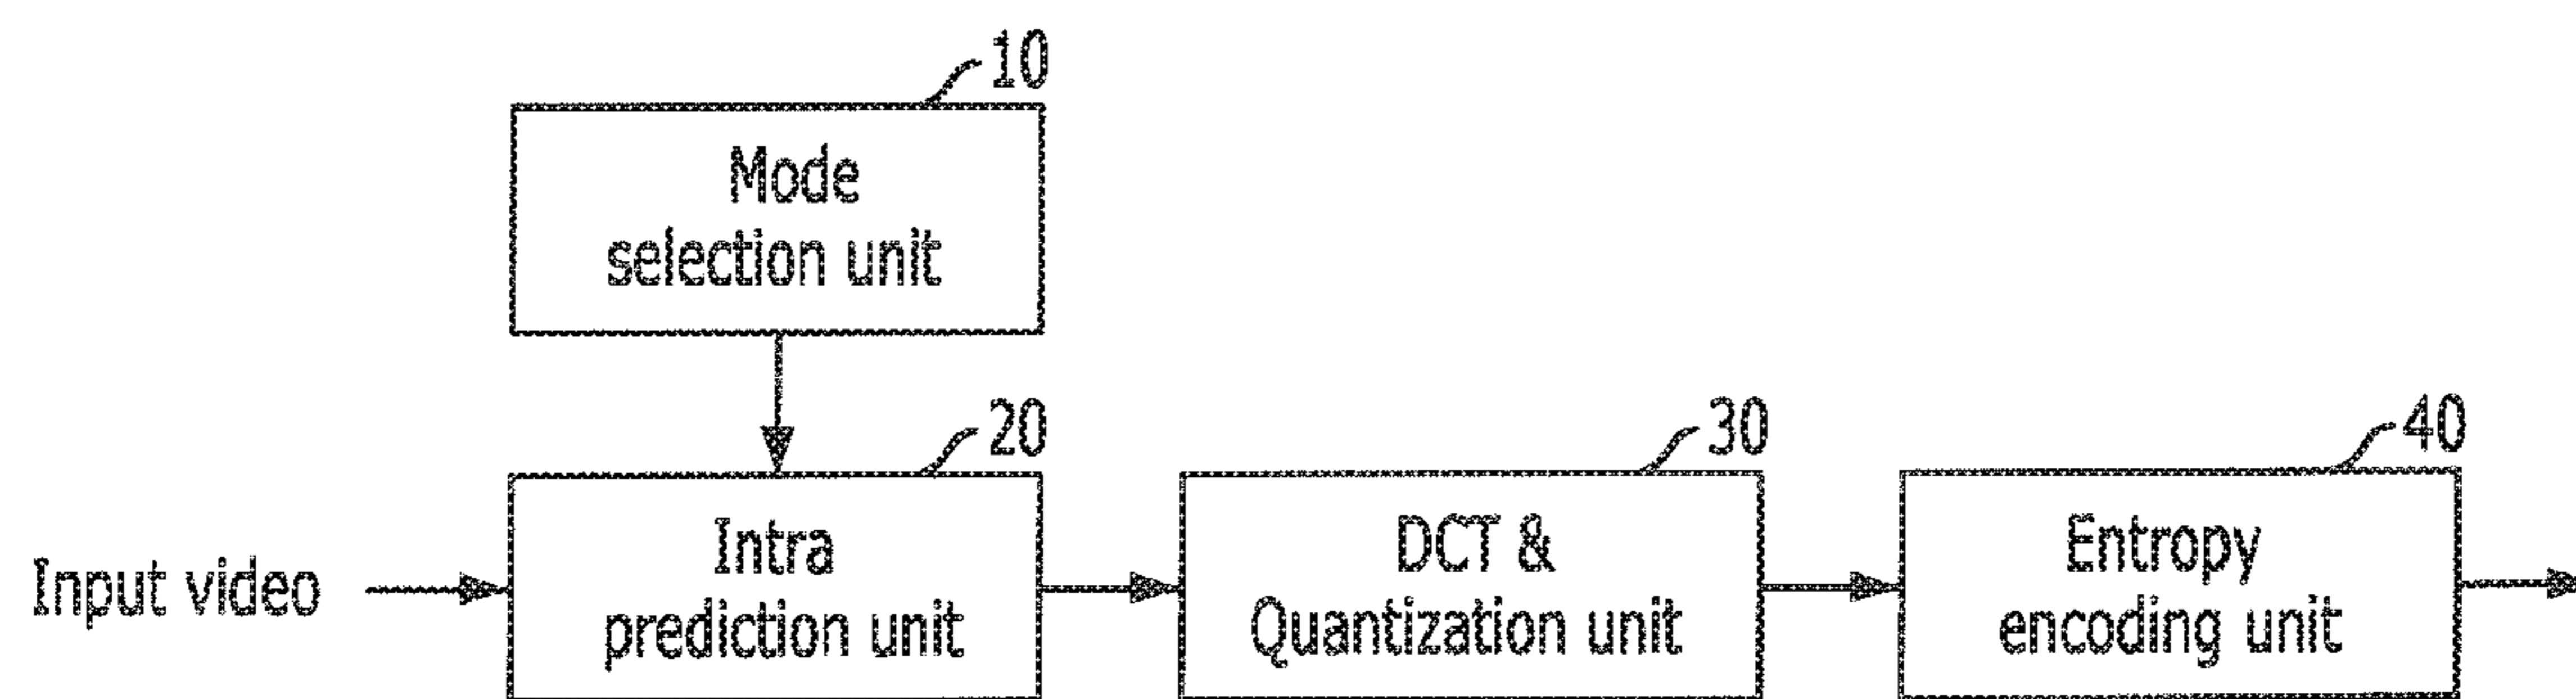 10
Mode
selection unit
20
30
40
Input video
Intra
prediction unit
DCT &
Quantization unit
Entropy
encoding unit